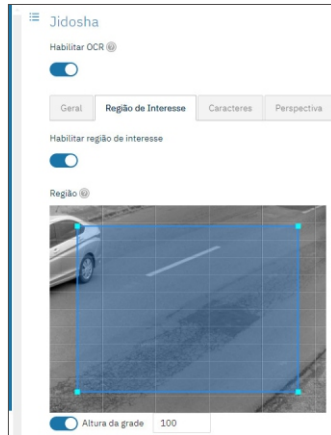 Jidosha
Habilitar OCR
Geral Região de Interesse Caracteres Perspectiva
Habilitar região de interesse
Região
Altura da grade 100